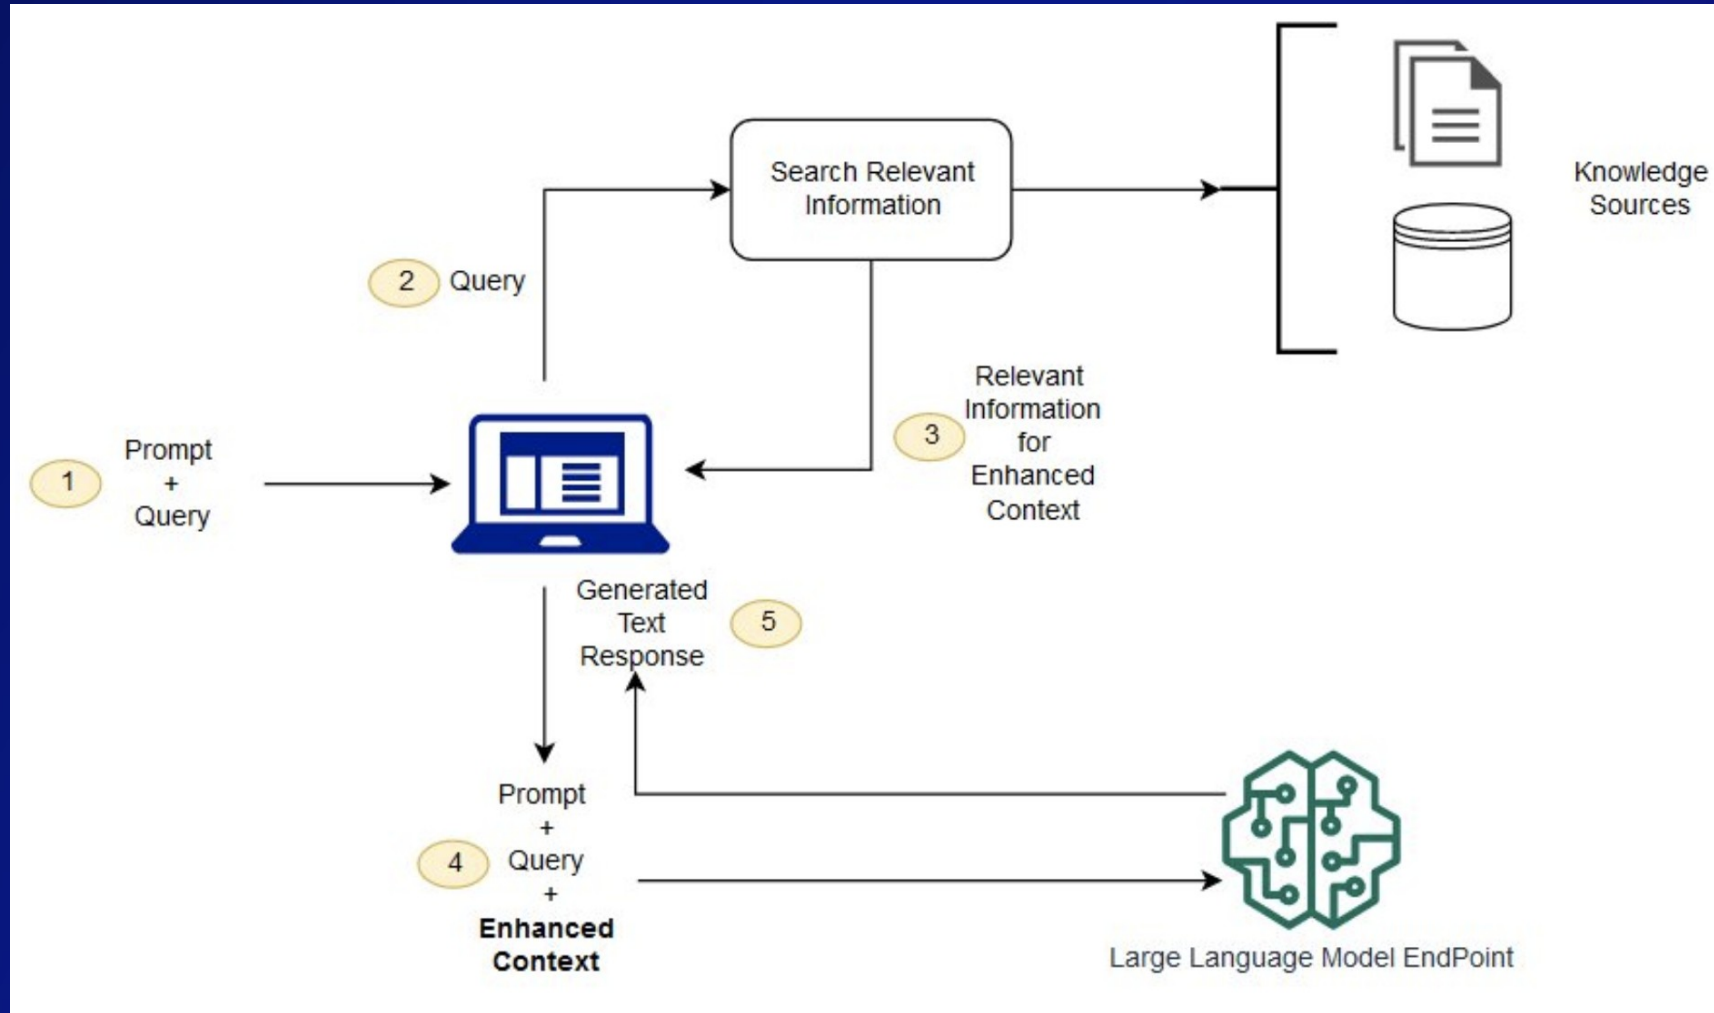 Search Relevant
Information
Knowledge
Sources
2
Query
1
Prompt
+
Query
3
Relevant
Information
for
Enhanced
Context
Generated
Text
Response
5
4
Prompt
+
Query
+
Enhanced
Context
Large Language Model EndPoint